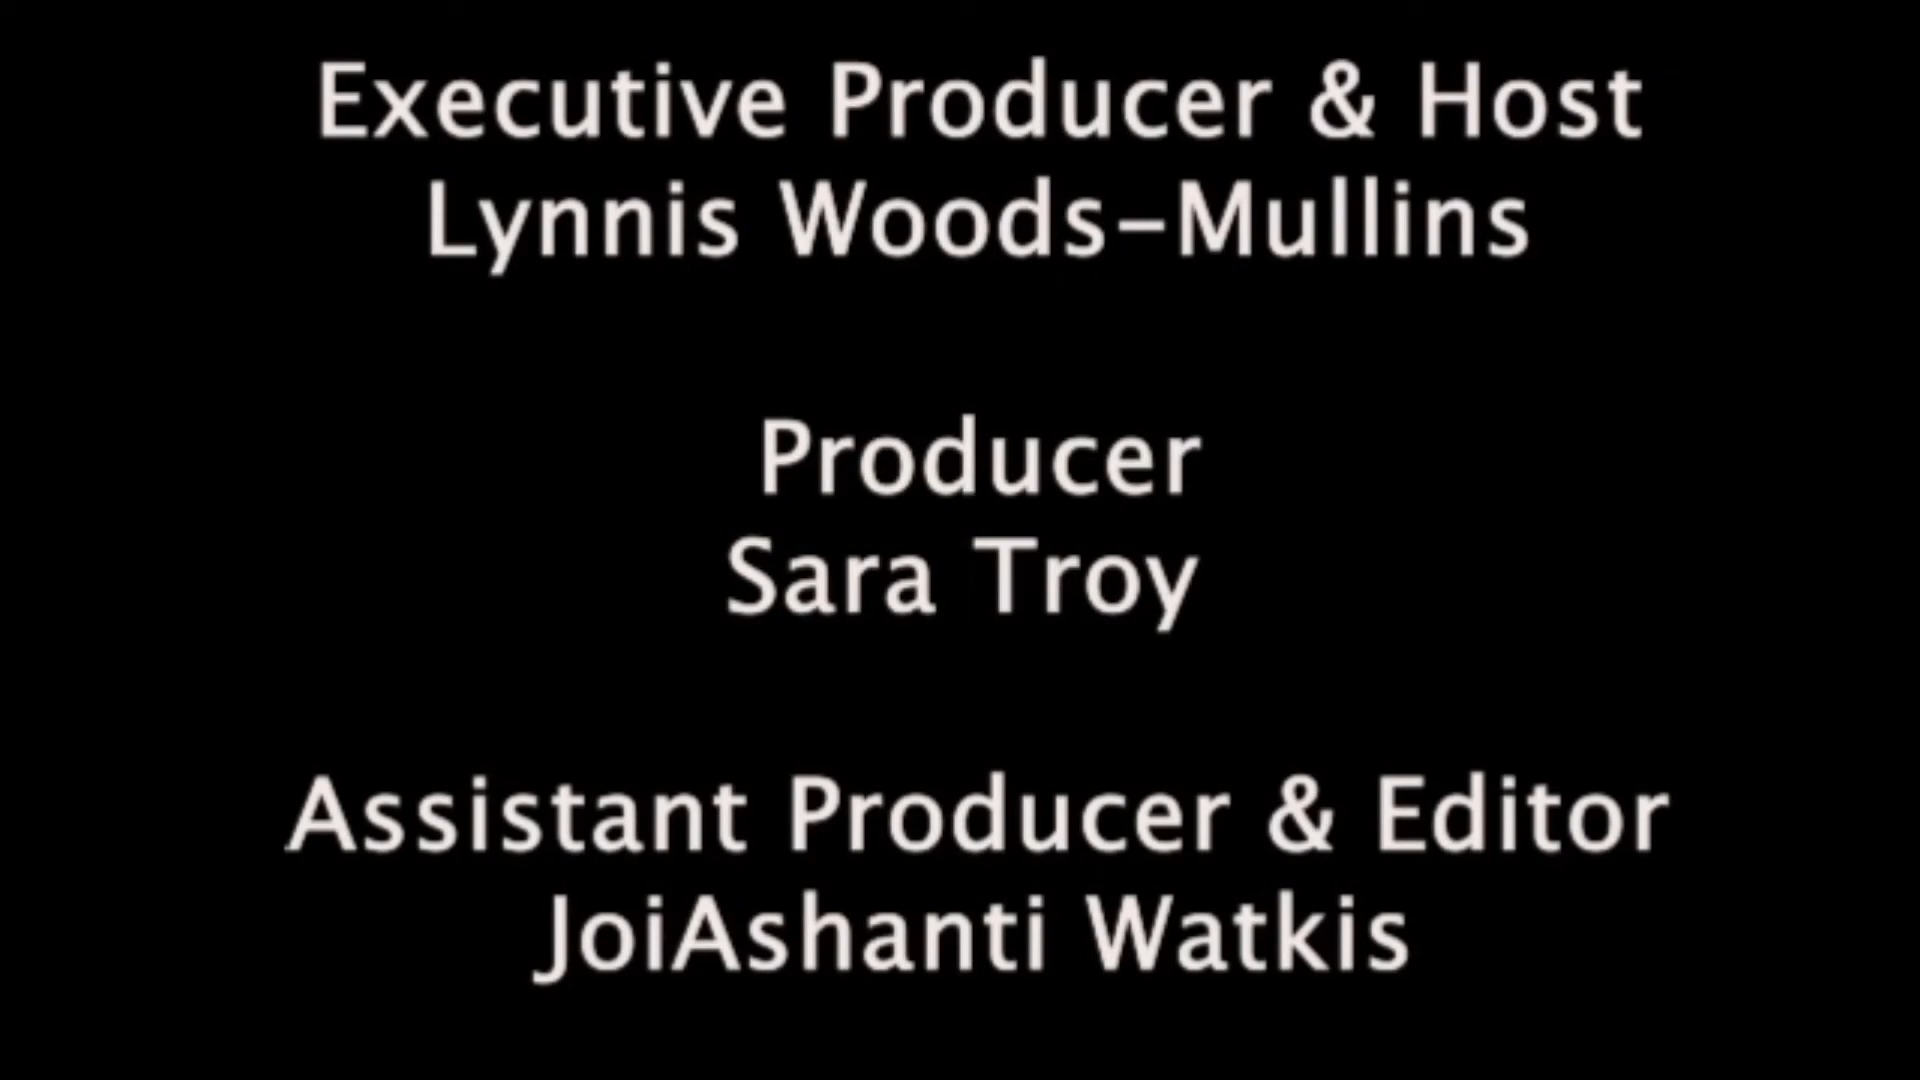 Executive Producer & Host
Lynnis Woods-Mullins
Producer
Sara Troy
Assistant Producer & Editor
JoiAshanti Watkis